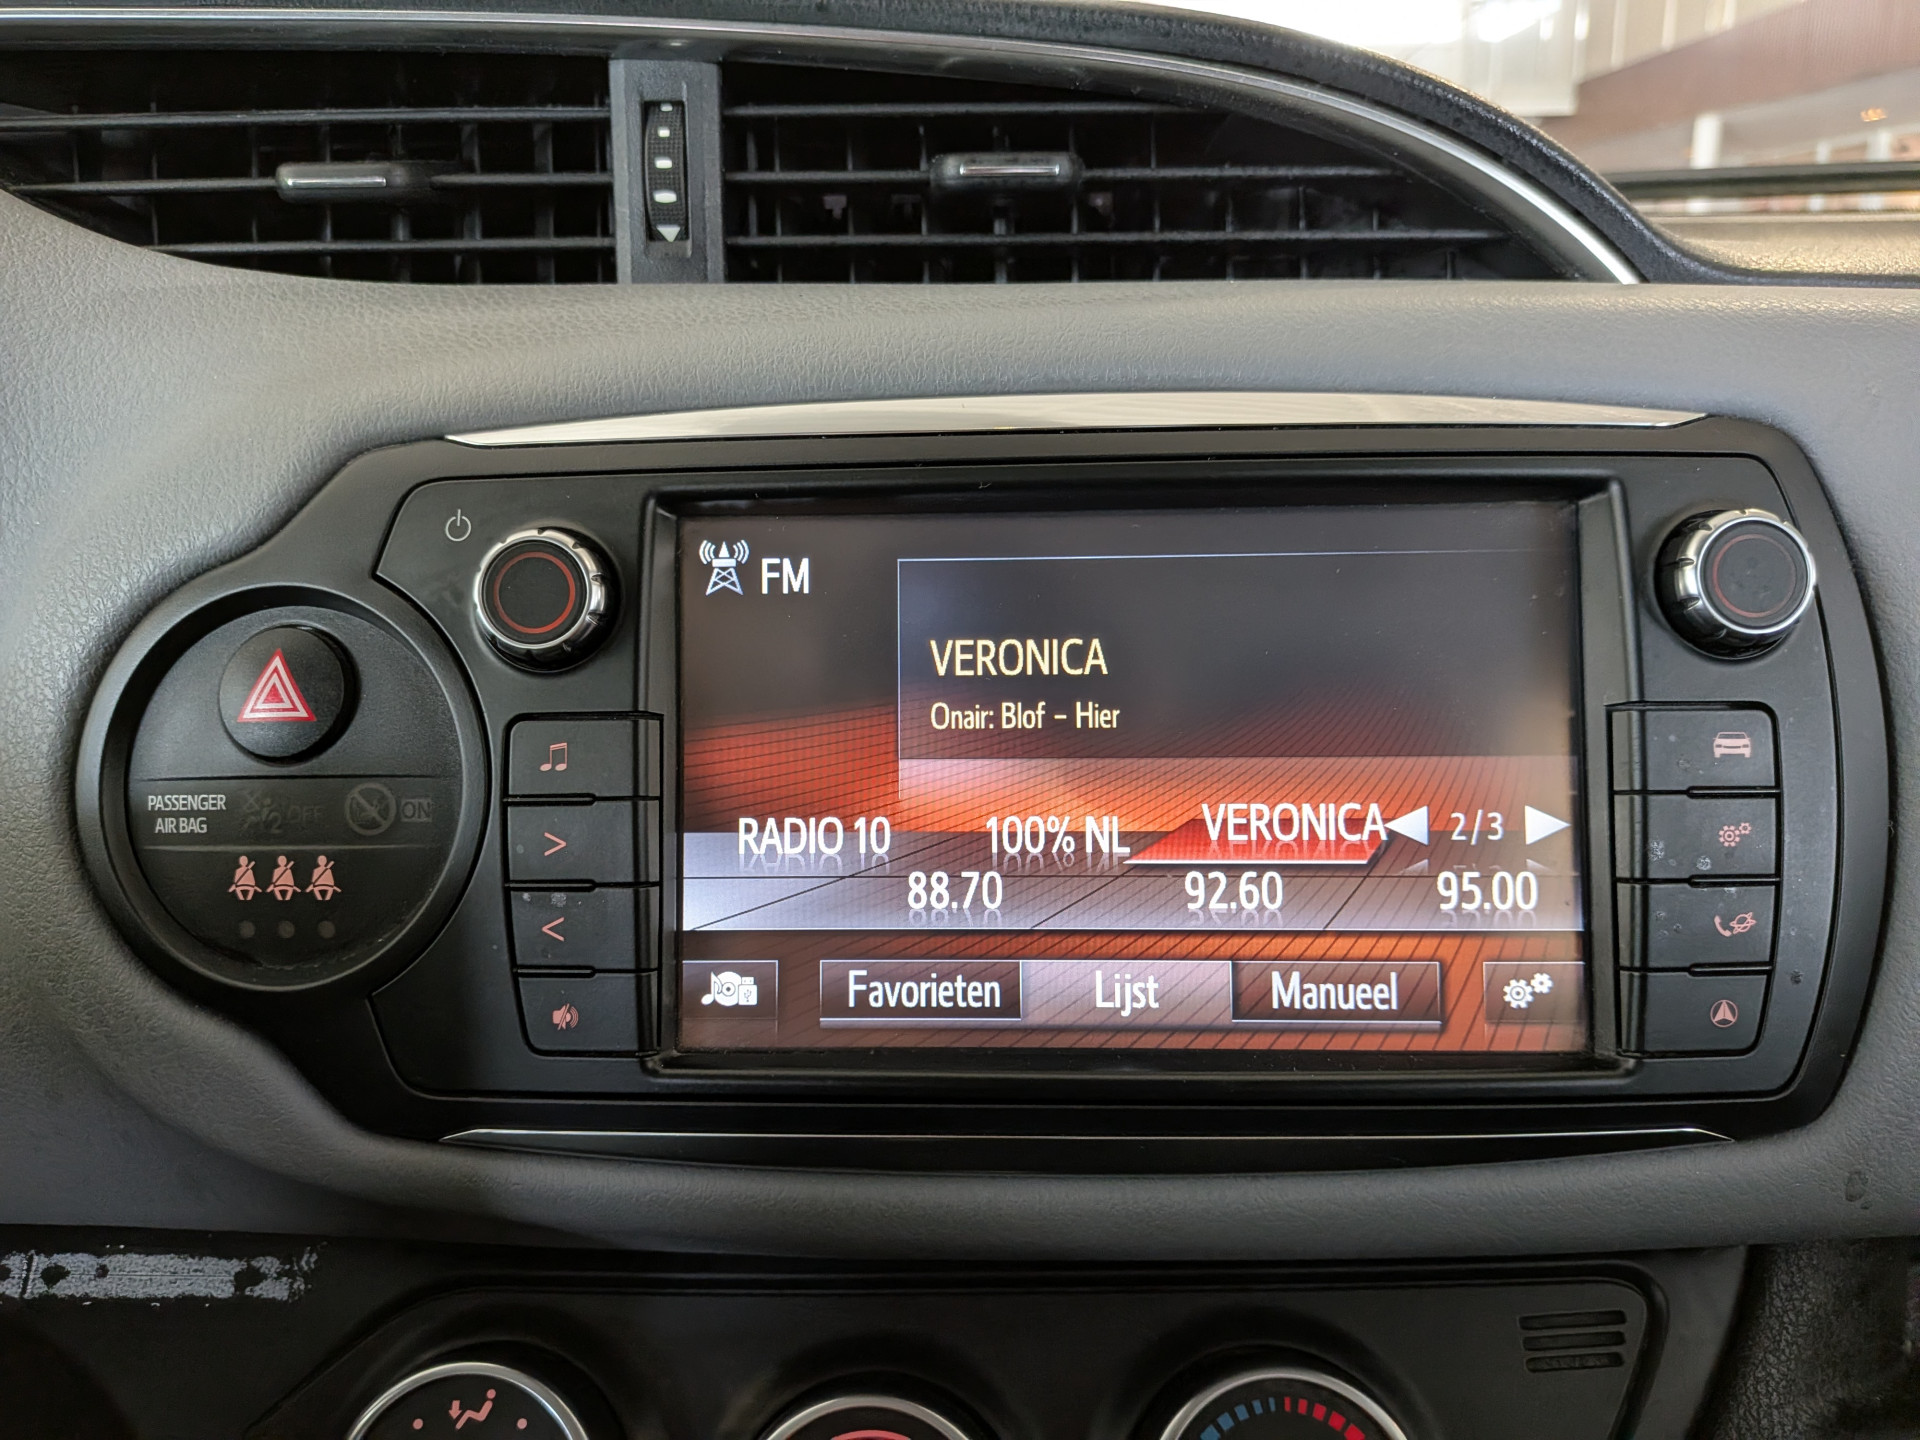 FM
VERONICA
Onair: Blof - Hier
RADIO 10 100% NL VERONICA 2/3
88.70 92.60 95.00
Favorieten Lijst Manueel
PASSENGER
AIR BAG
2 OFF ON